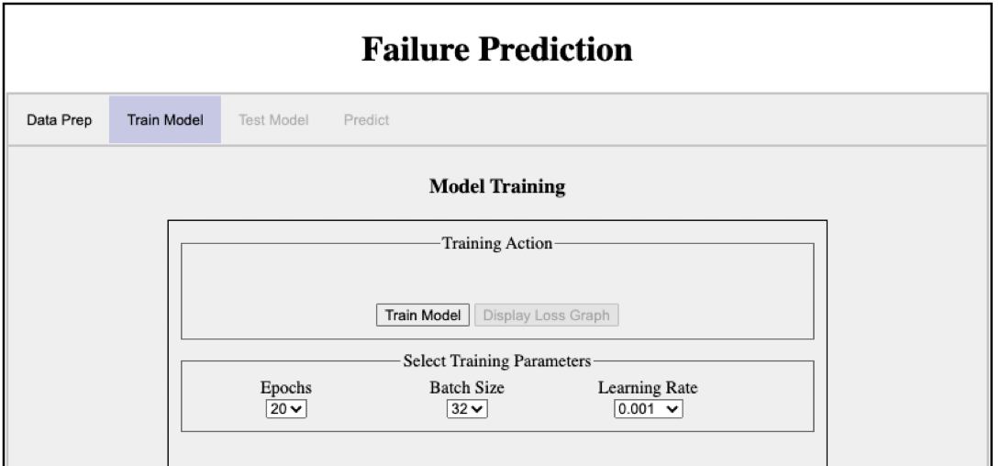 Failure Prediction
Data Prep Train Model Test Model Predict
Model Training
Training Action
Train Model Display Loss Graph
Select Training Parameters
Epochs Batch Size Learning Rate
20 32 0.001